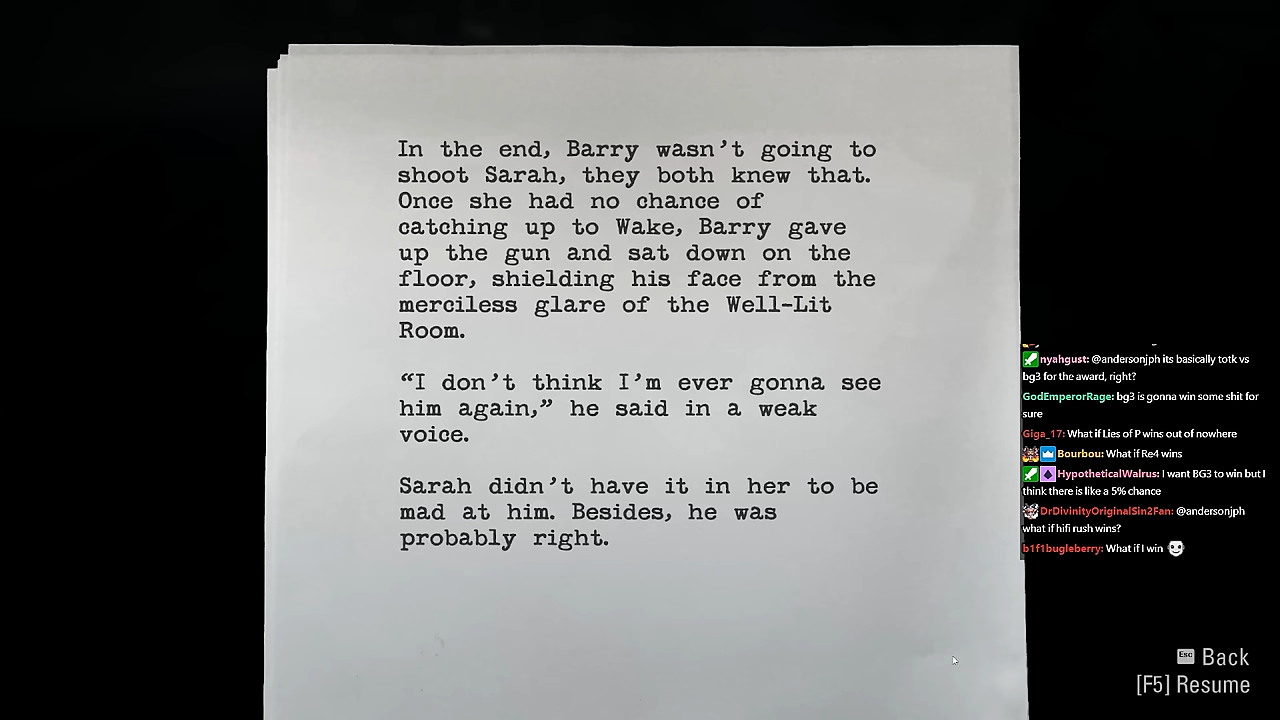 In the end, Barry wasn't going to
shoot Sarah, they both knew that.
Once she had no chance of
catching up to Wake, Barry gave
up the gun and sat down on the
floor, shielding his face from the
merciless glare of the Well-Lit
Room.
“I don't think I'm ever gonna see
him again,” he said in a weak
voice.
Sarah didn't have it in her to be
mad at him. Besides, he was
probably right.
nyahgust: @andersonjph its basically totk vs
bg3 for the award, right?
GodEmperorRage: bg3 is gonna win some shit for
sure
Giga_17: What if Lies of P wins out of nowhere
Bourbou: What if Re4 wins
HypotheticalWalrus: I want BG3 to win but I
think there is like a 5% chance
DrDivinityOriginalSin2Fan: @andersonjph
what if hifi rush wins?
b1f1bugleberry: What if I win
Esc Back
[F5] Resume